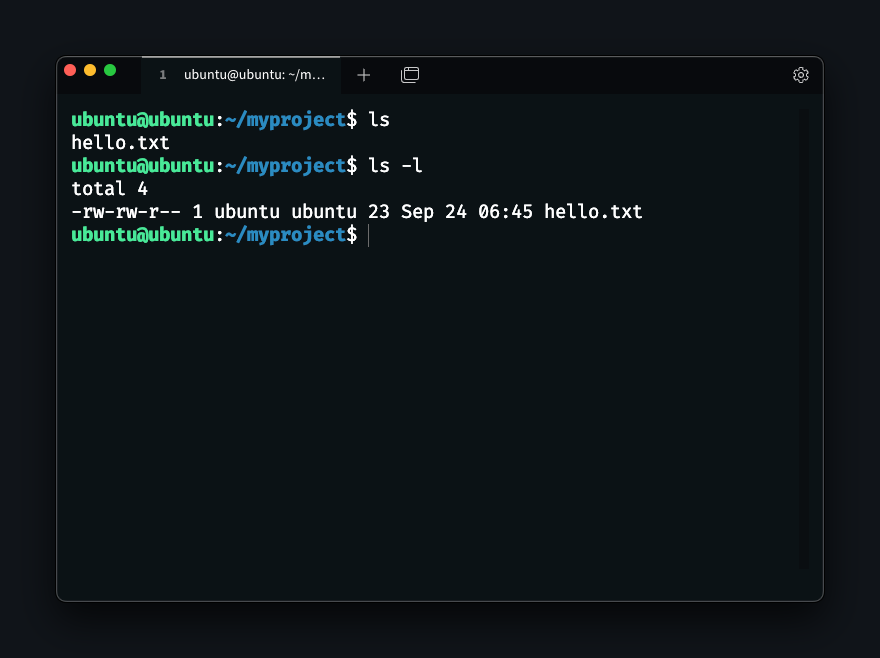 1 ubuntu@ubuntu: ~/m...
ubuntu@ubuntu:~/myproject$ ls
hello.txt
ubuntu@ubuntu:~/myproject$ ls -l
total 4
-rw-rw-r-- 1 ubuntu ubuntu 23 Sep 24 06:45 hello.txt
ubuntu@ubuntu:~/myproject$